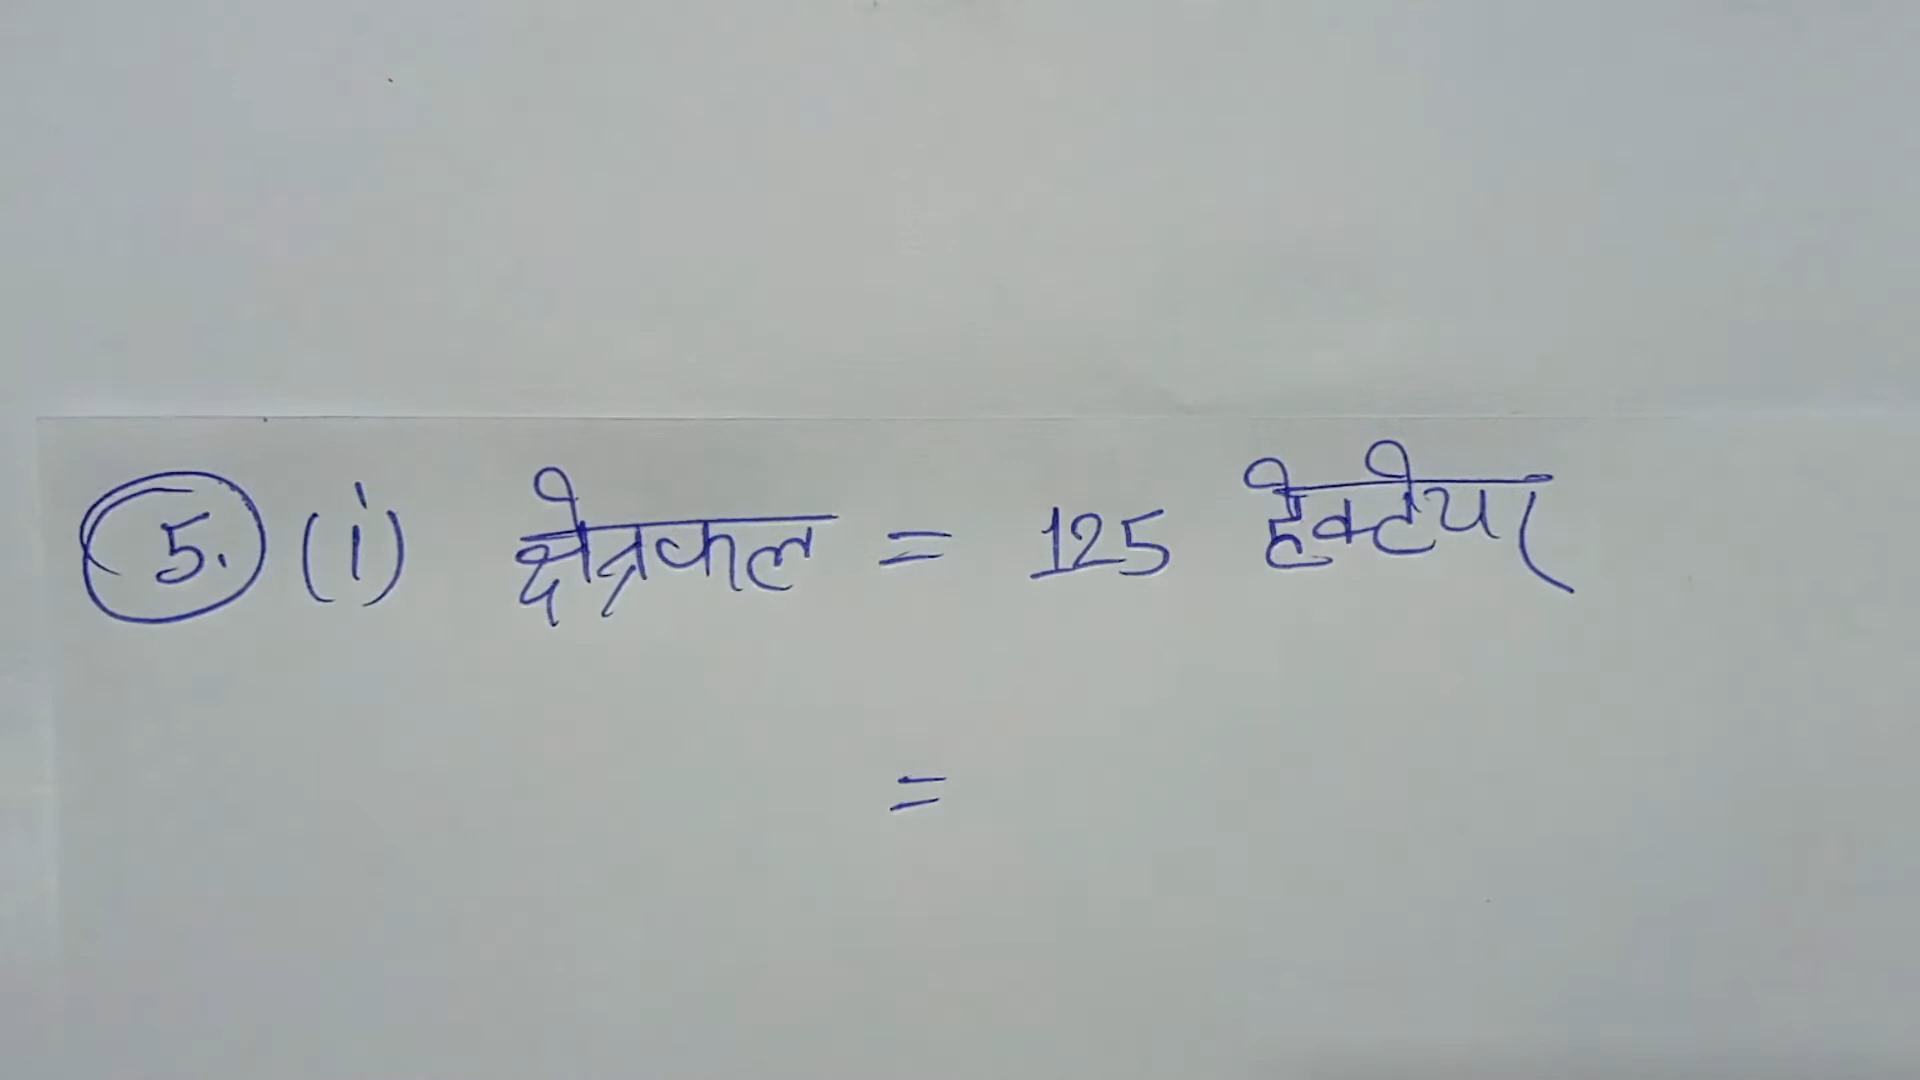 5. (i) क्षेत्रफल = 125 हेक्टेयर
=